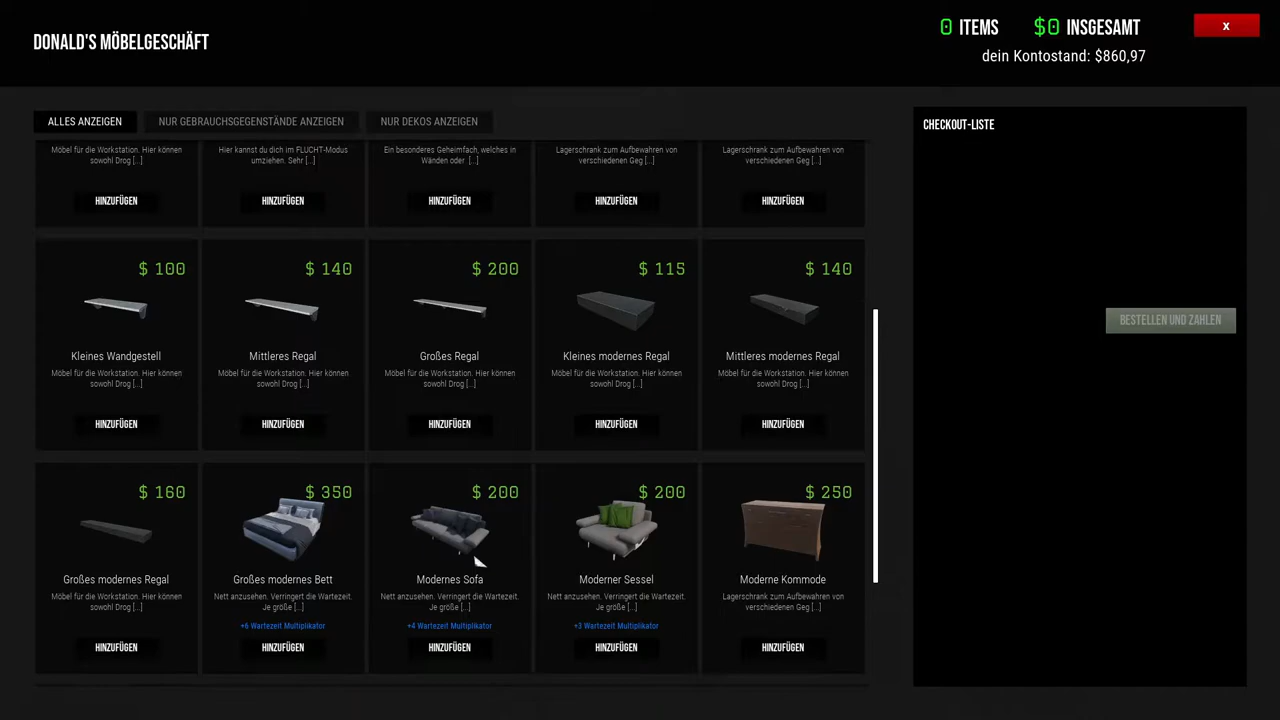 DONALD'S MÖBELGESCHÄFT
0 ITEMS $0 INSGESAMT
x
dein Kontostand: $860,97
ALLES ANZEIGEN NUR GEBRAUCHSGEGENSTÄNDE ANZEIGEN NUR DEKOS ANZEIGEN
CHECKOUT-LISTE
Möbel für die Workstation. Hier können
sowohl Drog [...]
HINZUFÜGEN
Hier kannst du dich im FLUCHT-Modus
umziehen. Sehr [...]
HINZUFÜGEN
Ein besonderes Geheimfach, welches in
Wänden oder [...]
HINZUFÜGEN
Lagerschrank zum Aufbewahren von
verschiedenen Geg [...]
HINZUFÜGEN
Lagerschrank zum Aufbewahren von
verschiedenen Geg [...]
HINZUFÜGEN
$ 100
Kleines Wandgestell
Möbel für die Workstation. Hier können
sowohl Drog [...]
HINZUFÜGEN
$ 140
Mittleres Regal
Möbel für die Workstation. Hier können
sowohl Drog [...]
HINZUFÜGEN
$ 200
Großes Regal
Möbel für die Workstation. Hier können
sowohl Drog [...]
HINZUFÜGEN
$ 115
Kleines modernes Regal
Möbel für die Workstation. Hier können
sowohl Drog [...]
HINZUFÜGEN
$ 140
Mittleres modernes Regal
Möbel für die Workstation. Hier können
sowohl Drog [...]
HINZUFÜGEN
BESTELLEN UND ZAHLEN
$ 160
Großes modernes Regal
Möbel für die Workstation. Hier können
sowohl Drog [...]
HINZUFÜGEN
$ 350
Großes modernes Bett
Nett anzusehen. Verringert die Wartezeit.
Je größe [...]
+6 Wartezeit Multiplikator
HINZUFÜGEN
$ 200
Modernes Sofa
Nett anzusehen. Verringert die Wartezeit.
Je größe [...]
+4 Wartezeit Multiplikator
HINZUFÜGEN
$ 200
Moderner Sessel
Nett anzusehen. Verringert die Wartezeit.
Je größe [...]
+3 Wartezeit Multiplikator
HINZUFÜGEN
$ 250
Moderne Kommode
Lagerschrank zum Aufbewahren von
verschiedenen Geg [...]
HINZUFÜGEN